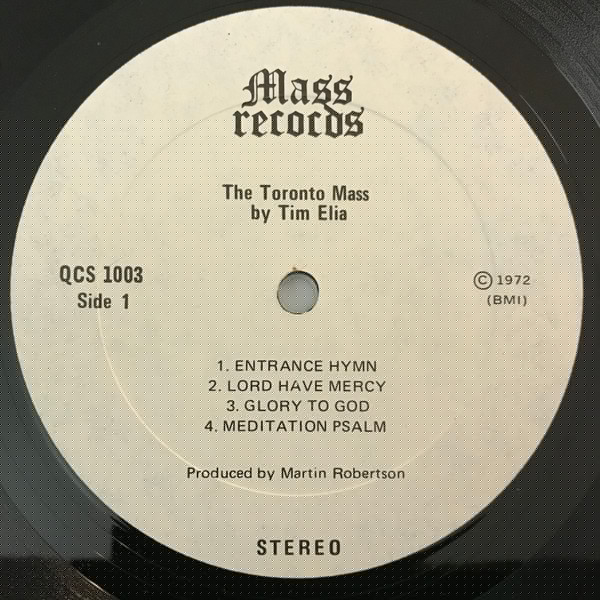 Mass
records
The Toronto Mass
by Tim Elia
QCS 1003
Side 1
© 1972
(BMI)
1. ENTRANCE HYMN
2. LORD HAVE MERCY
3. GLORY TO GOD
4. MEDITATION PSALM
Produced by Martin Robertson
STEREO